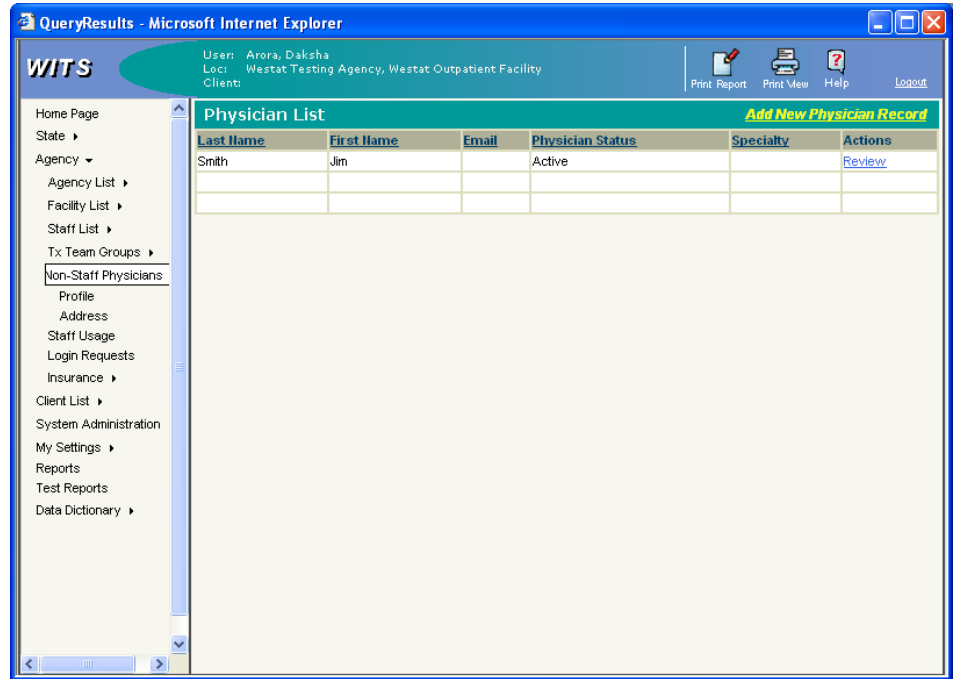 QueryResults - Microsoft Internet Explorer
WITS
User: Arora, Daksha
Loc: Westat Testing Agency, Westat Outpatient Facility
Client:
Print Report Print View Help Logout
Home Page
State
Agency
Agency List
Facility List
Staff List
Tx Team Groups
Non-Staff Physicians
Profile
Address
Staff Usage
Login Requests
Insurance
Client List
System Administration
My Settings
Reports
Test Reports
Data Dictionary
Physician List Add New Physician Record
Last Name First Name Email Physician Status Specialty Actions
Smith Jim Active Review